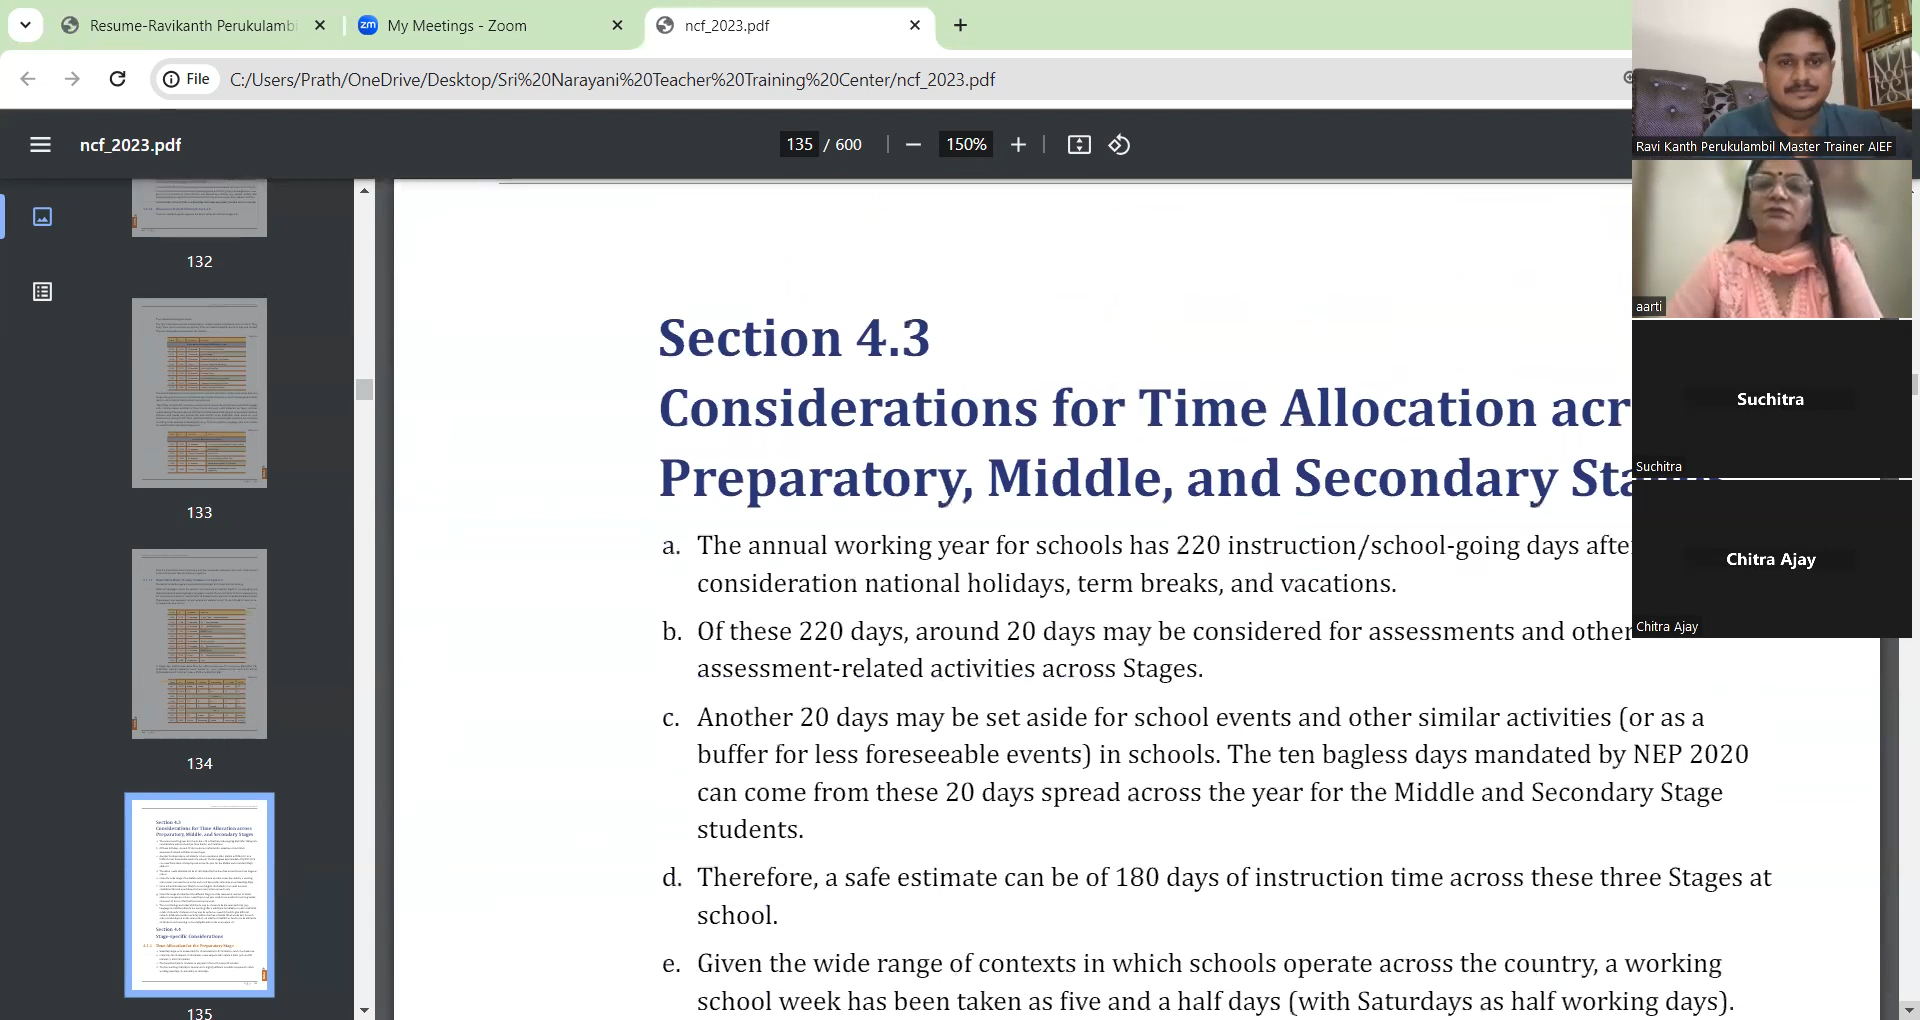 Resume-Ravikanth Perukulambi
My Meetings - Zoom
ncf_2023.pdf
File
C:/Users/Prath/OneDrive/Desktop/Sri%20Narayani%20Teacher%20Training%20Center/ncf_2023.pdf
ncf_2023.pdf
135 / 600
150%
132
133
134
135
Section 4.3
Considerations for Time Allocation acr
Preparatory, Middle, and Secondary Sta
a. The annual working year for schools has 220 instruction/school-going days afte
consideration national holidays, term breaks, and vacations.
b. Of these 220 days, around 20 days may be considered for assessments and other
assessment-related activities across Stages.
c. Another 20 days may be set aside for school events and other similar activities (or as a
buffer for less foreseeable events) in schools. The ten bagless days mandated by NEP 2020
can come from these 20 days spread across the year for the Middle and Secondary Stage
students.
d. Therefore, a safe estimate can be of 180 days of instruction time across these three Stages at
school.
e. Given the wide range of contexts in which schools operate across the country, a working
school week has been taken as five and a half days (with Saturdays as half working days).
Ravi Kanth Perukulambil Master Trainer AIEF
aarti
Suchitra
Suchitra
Chitra Ajay
Chitra Ajay